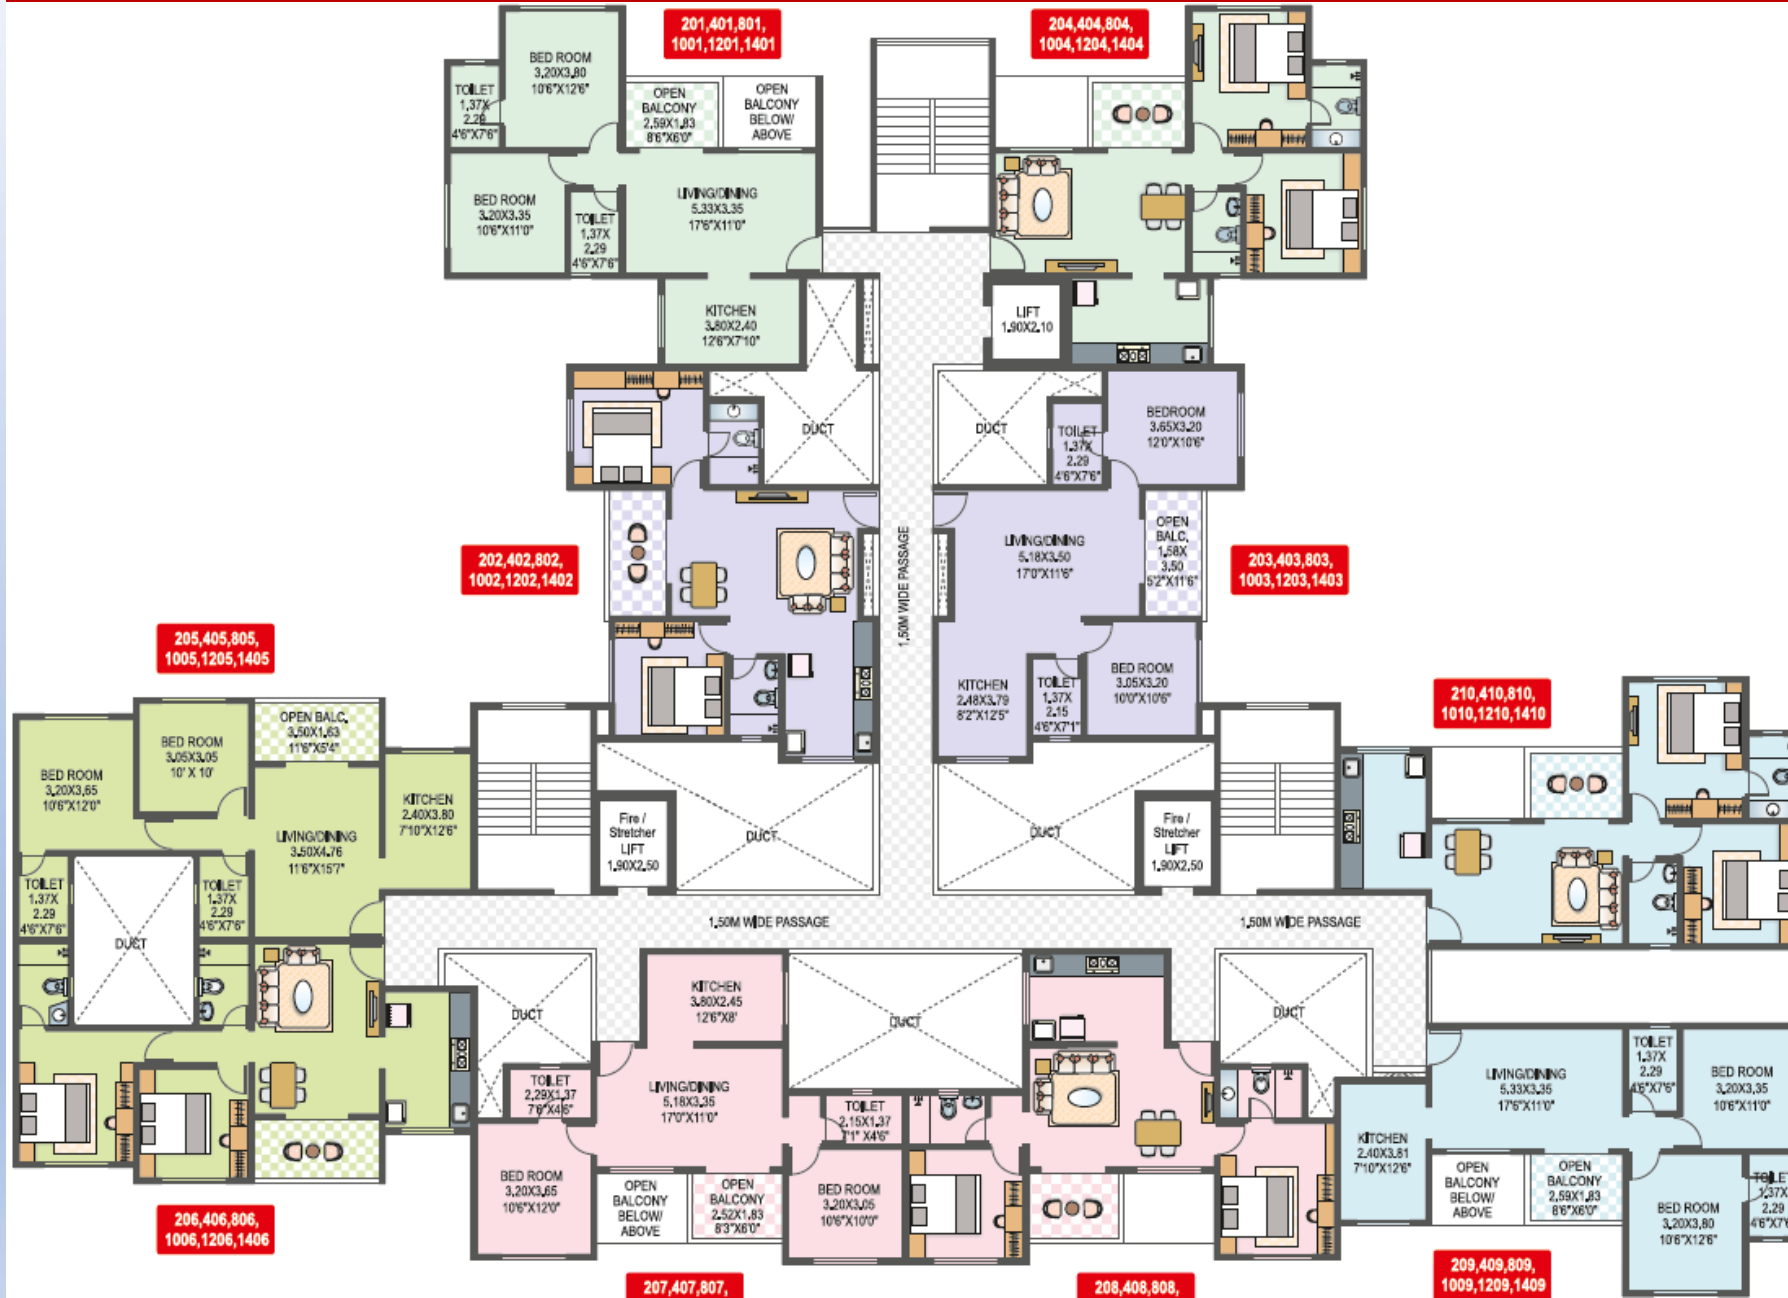 201,401,801,
1001,1201,1401
204,404,804,
1004,1204,1404
BED ROOM
3.20X3.80
10'6"X12'6"
TOILET
1.37X
2.29
4'6"X7'6"
OPEN
BALCONY
2.59X1.83
8'6"X6'0"
OPEN
BALCONY
BELOW/
ABOVE
BED ROOM
3.20X3.35
10'6"X11'0"
TOILET
1.37X
2.29
4'6"X7'6"
LIVING/DINING
5.33X3.35
17'6"X11'0"
KITCHEN
3.80X2.40
12'6"X7'10"
LIFT
1.90X2.10
DUCT
DUCT
TOILET
1.37X
2.29
4'6"X7'6"
BEDROOM
3.65X3.20
12'0"X10'6"
202,402,802,
1002,1202,1402
1.50M WIDE PASSAGE
LIVING/DINING
5.18X3.50
17'0"X11'6"
OPEN
BALC.
1.58X
3.50
5'2"X11'6"
203,403,803,
1003,1203,1403
KITCHEN
2.48X3.79
8'2"X12'5"
TOILET
1.37X
2.15
4'6"X7'1"
BED ROOM
3.05X3.20
10'0"X10'6"
205,405,805,
1005,1205,1405
210,410,810,
1010,1210,1410
BED ROOM
3.20X3.65
10'6"X12'0"
BED ROOM
3.05X3.05
10' X 10'
OPEN BALC.
3.50X1.63
11'6"X5'4"
KITCHEN
2.40X3.80
7'10"X12'6"
LIVING/DINING
3.50X4.76
11'6"X15'7"
Fire /
Stretcher
LIFT
1.90X2.50
DUCT
DUCT
Fire /
Stretcher
LIFT
1.90X2.50
TOILET
1.37X
2.29
4'6"X7'6"
TOILET
1.37X
2.29
4'6"X7'6"
DUCT
1.50M WIDE PASSAGE
1.50M WIDE PASSAGE
DUCT
KITCHEN
3.80X2.45
12'6"X8'
DUCT
DUCT
TOILET
2.29X1.37
7'6"X4'6"
LIVING/DINING
5.18X3.35
17'0"X11'0"
TOILET
2.15X1.37
7'1" X4'6"
BED ROOM
3.20X3.65
10'6"X12'0"
OPEN
BALCONY
BELOW/
ABOVE
OPEN
BALCONY
2.52X1.83
8'3"X6'0"
BED ROOM
3.20X3.05
10'6"X10'0"
LIVING/DINING
5.33X3.35
17'6"X11'0"
TOILET
1.37X
2.29
4'6"X7'6"
BED ROOM
3.20X3.35
10'6"X11'0"
KITCHEN
2.40X3.81
7'10"X12'6"
OPEN
BALCONY
BELOW/
ABOVE
OPEN
BALCONY
2.59X1.83
8'6"X6'0"
BED ROOM
3.20X3.80
10'6"X12'6"
TOILET
1.37X
2.29
4'6"X7'6
206,406,806,
1006,1206,1406
207,407,807,
208,408,808,
209,409,809,
1009,1209,1409